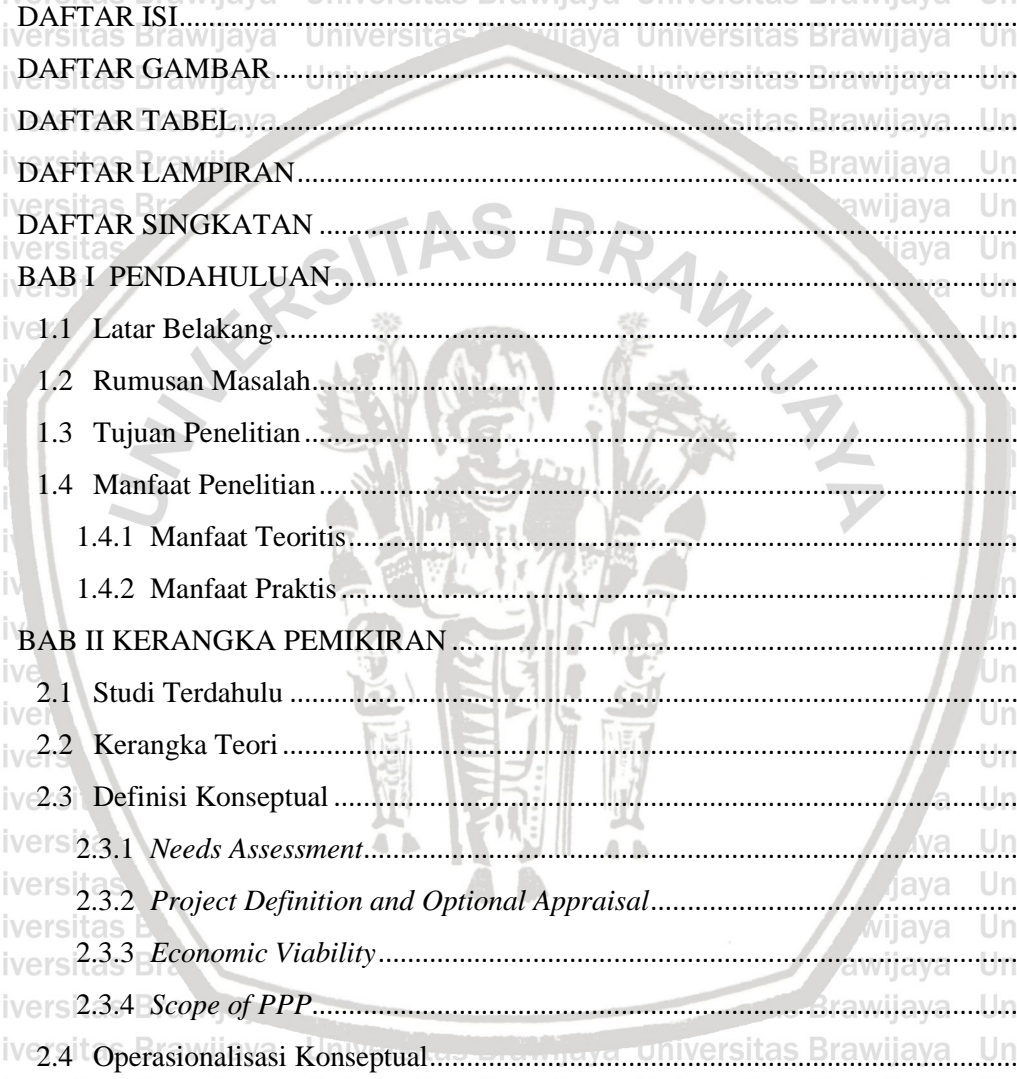 DAFTAR ISI
DAFTAR GAMBAR
DAFTAR TABEL
DAFTAR LAMPIRAN
DAFTAR SINGKATAN
BAB I PENDAHULUAN
1.1 Latar Belakang
1.2 Rumusan Masalah
1.3 Tujuan Penelitian
1.4 Manfaat Penelitian
1.4.1 Manfaat Teoritis
1.4.2 Manfaat Praktis
BAB II KERANGKA PEMIKIRAN
2.1 Studi Terdahulu
2.2 Kerangka Teori
2.3 Definisi Konseptual
2.3.1 Needs Assessment
2.3.2 Project Definition and Optional Appraisal
2.3.3 Economic Viability
2.3.4 Scope of PPP
2.4 Operasionalisasi Konseptual
UNIVERSITAS BRAWIJAYA